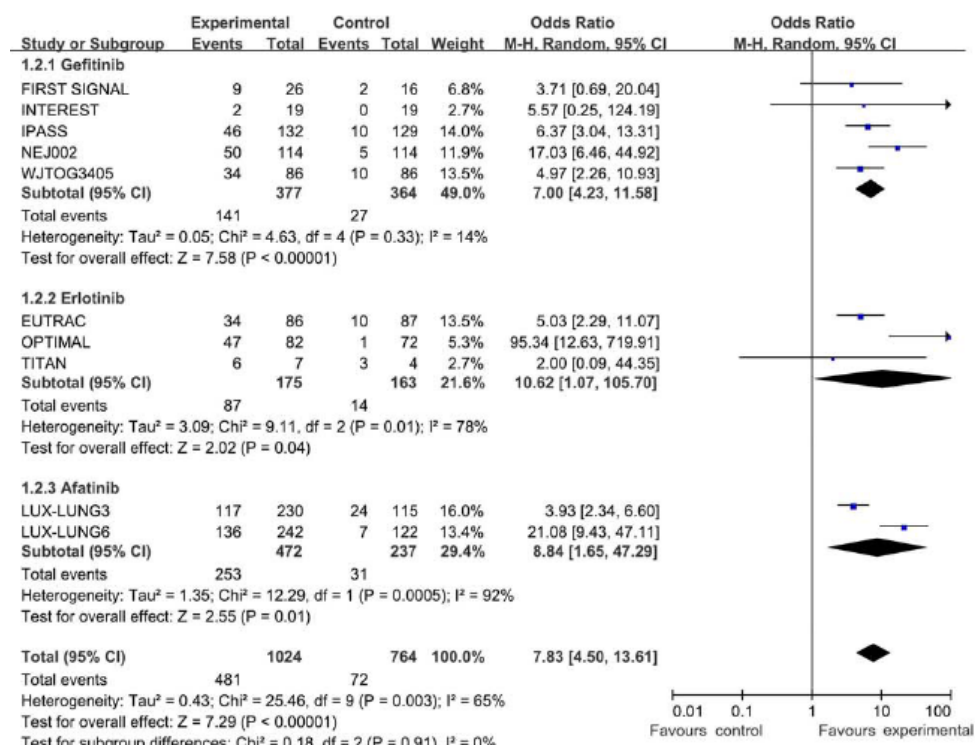 Experimental Control Odds Ratio Odds Ratio
Study or Subgroup Events Total Events Total Weight M-H, Random, 95% CI M-H, Random, 95% CI
1.2.1 Gefitinib
FIRST SIGNAL 9 26 2 16 6.8% 3.71 [0.69, 20.04]
INTEREST 2 19 0 19 2.7% 5.57 [0.25, 124.19]
IPASS 46 132 10 129 14.0% 6.37 [3.04, 13.31]
NEJ002 50 114 5 114 11.9% 17.03 [6.46, 44.92]
WJTOG3405 34 86 10 86 13.5% 4.97 [2.26, 10.93]
Subtotal (95% CI) 377 364 49.0% 7.00 [4.23, 11.58]
Total events 141 27
Heterogeneity: Tau² = 0.05; Chi² = 4.63, df = 4 (P = 0.33); I² = 14%
Test for overall effect: Z = 7.58 (P < 0.00001)
1.2.2 Erlotinib
EUTRAC 34 86 10 87 13.5% 5.03 [2.29, 11.07]
OPTIMAL 47 82 1 72 5.3% 95.34 [12.63, 719.91]
TITAN 6 7 3 4 2.7% 2.00 [0.09, 44.35]
Subtotal (95% CI) 175 163 21.6% 10.62 [1.07, 105.70]
Total events 87 14
Heterogeneity: Tau² = 3.09; Chi² = 9.11, df = 2 (P = 0.01); I² = 78%
Test for overall effect: Z = 2.02 (P = 0.04)
1.2.3 Afatinib
LUX-LUNG3 117 230 24 115 16.0% 3.93 [2.34, 6.60]
LUX-LUNG6 136 242 7 122 13.4% 21.08 [9.43, 47.11]
Subtotal (95% CI) 472 237 29.4% 8.84 [1.65, 47.29]
Total events 253 31
Heterogeneity: Tau² = 1.35; Chi² = 12.29, df = 1 (P = 0.0005); I² = 92%
Test for overall effect: Z = 2.55 (P = 0.01)
Total (95% CI) 1024 764 100.0% 7.83 [4.50, 13.61]
Total events 481 72
Heterogeneity: Tau² = 0.43; Chi² = 25.46, df = 9 (P = 0.003); I² = 65%
Test for overall effect: Z = 7.29 (P < 0.00001)
Test for subgroup differences: Chi² = 0.18, df = 2 (P = 0.91), I² = 0%
0.01 0.1 1 10 100
Favours control Favours experimental